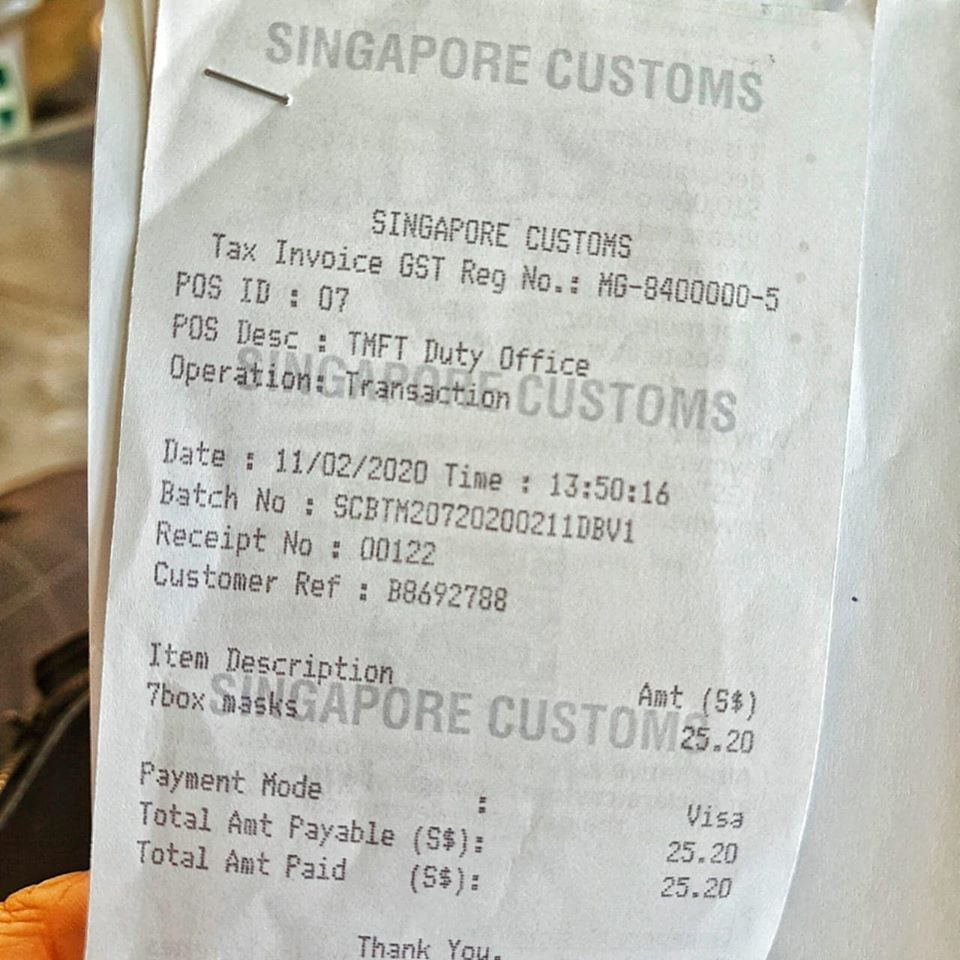 SINGAPORE CUSTOMS
SINGAPORE CUSTOMS
Tax Invoice GST Reg No.: MG-8400000-5
POS ID : 07
POS Desc : TMFT Duty Office
SINGAPORE CUSTOMS
Operation: Transaction
Date : 11/02/2020 Time : 13:50:16
Batch No : SCBTM20720200211DBV1
Receipt No : 00122
Customer Ref : B8692788
Item Description Amt (S$)
SINGAPORE CUSTOMS
7box masks 25.20
Payment Mode : Visa
Total Amt Payable (S$): 25.20
Total Amt Paid (S$): 25.20
Thank You.